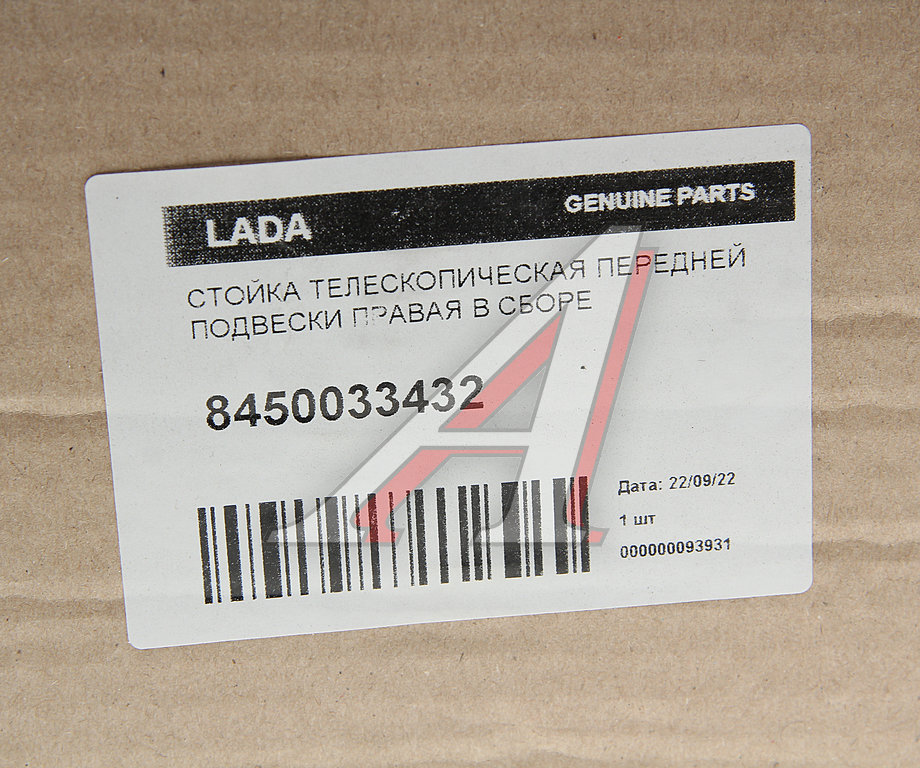 LADA
GENUINE PARTS
СТОЙКА ТЕЛЕСКОПИЧЕСКАЯ ПЕРЕДНЕЙ
ПОДВЕСКИ ПРАВАЯ В СБОРЕ
8450033432
Дата: 22/09/22
1 шт
000000093931